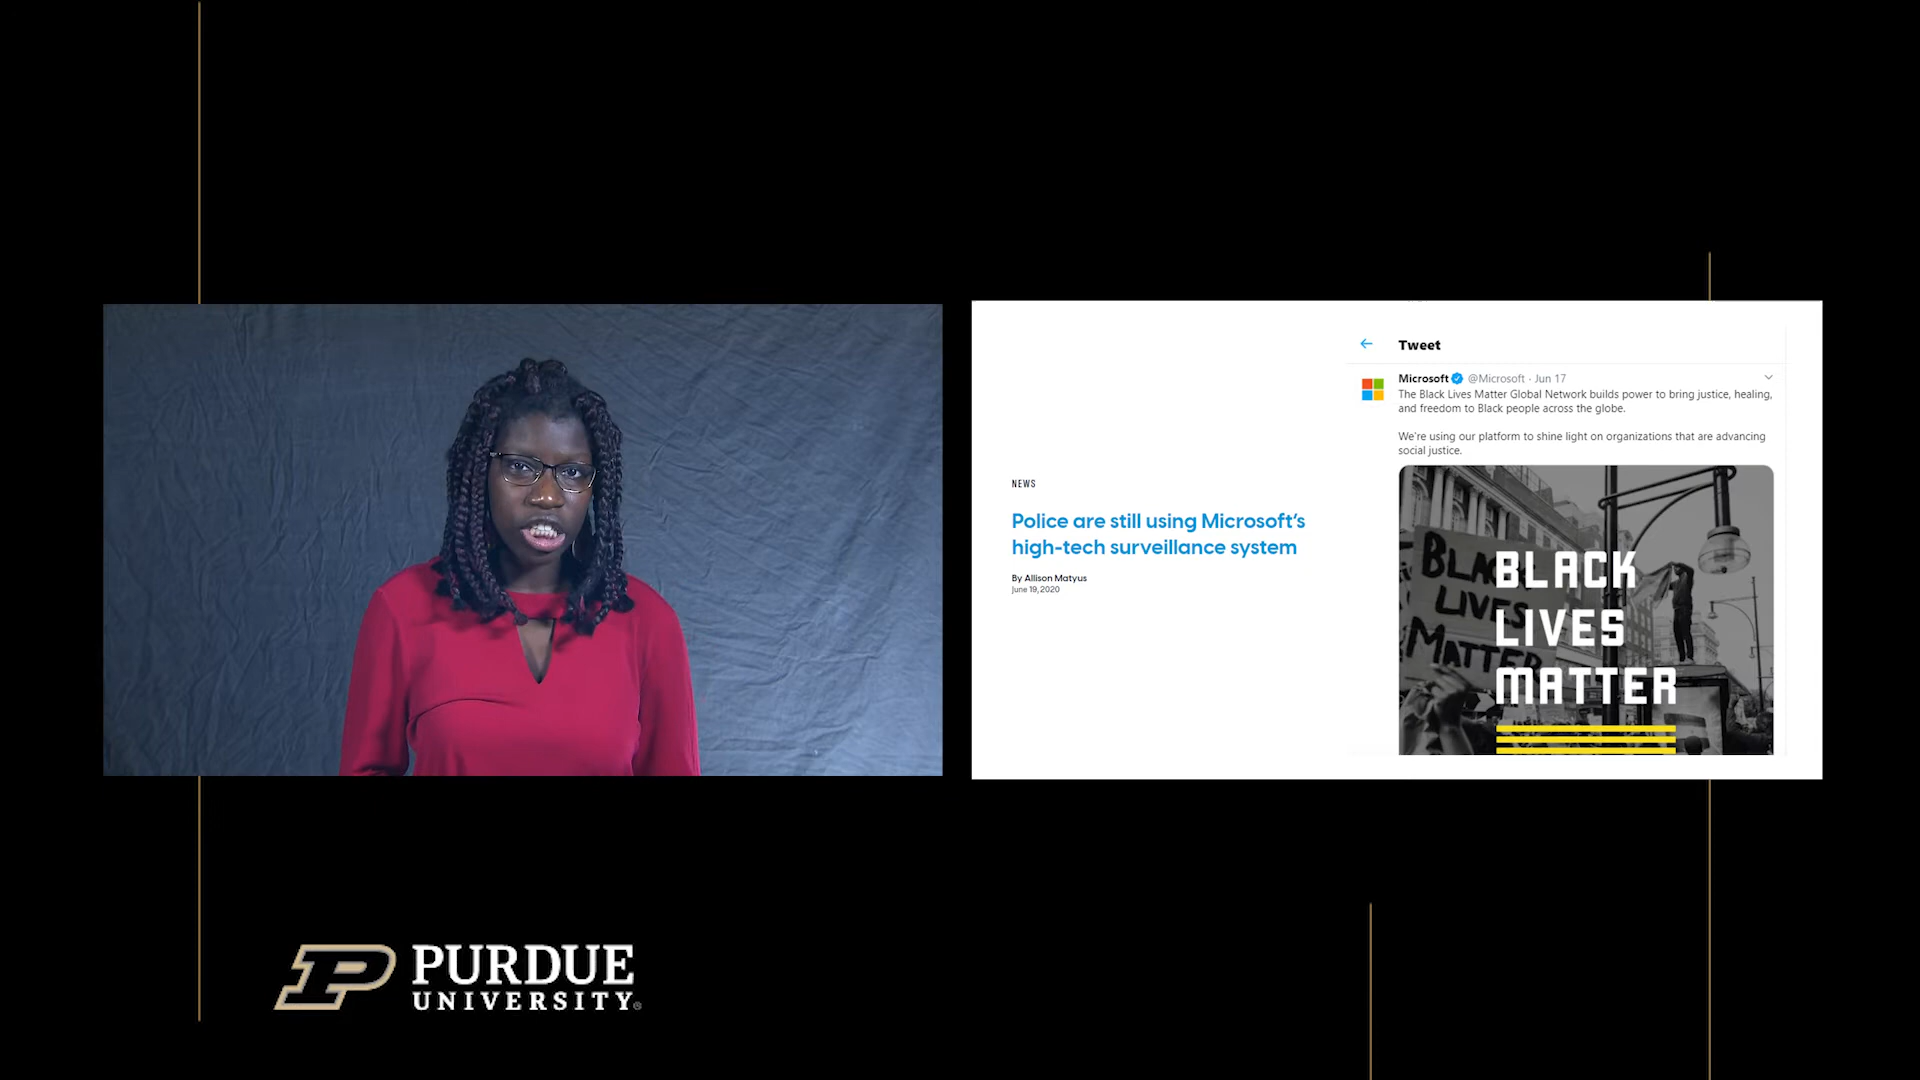 NEWS
Police are still using Microsoft's
high-tech surveillance system
By Allison Matyus
June 19, 2020
Tweet
Microsoft @Microsoft · Jun 17
The Black Lives Matter Global Network builds power to bring justice, healing,
and freedom to Black people across the globe.
We're using our platform to shine light on organizations that are advancing
social justice.
BLACK
LIVES
MATTER
BLACK
LIVES
MATTER
P PURDUE
UNIVERSITY®